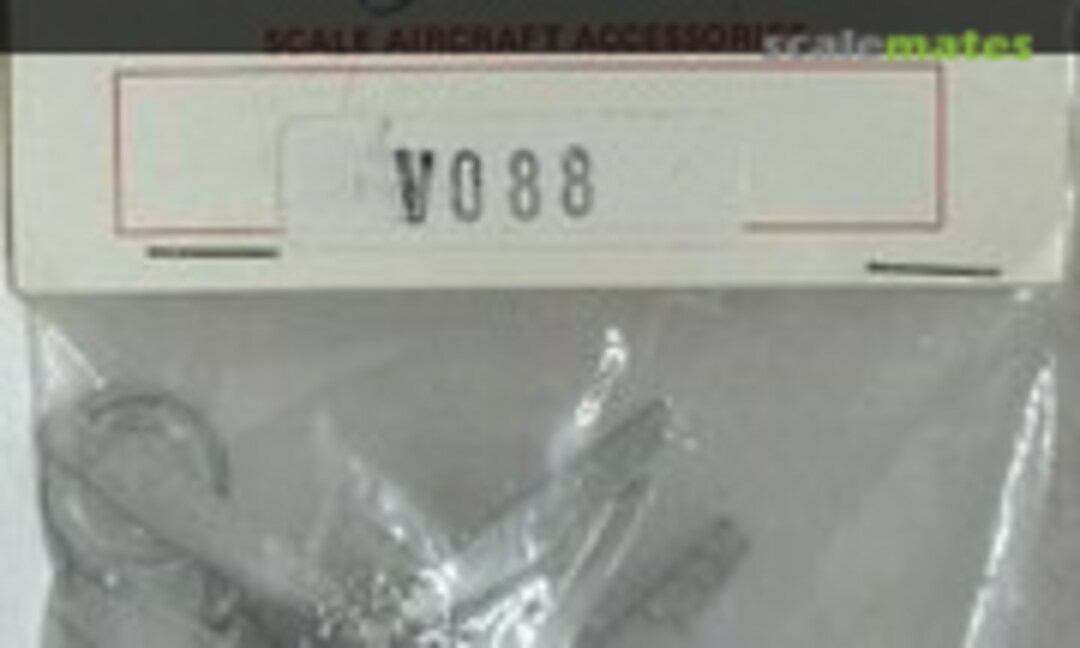 SCALE AIRCRAFT ACCESSORIES
scalemates
V088